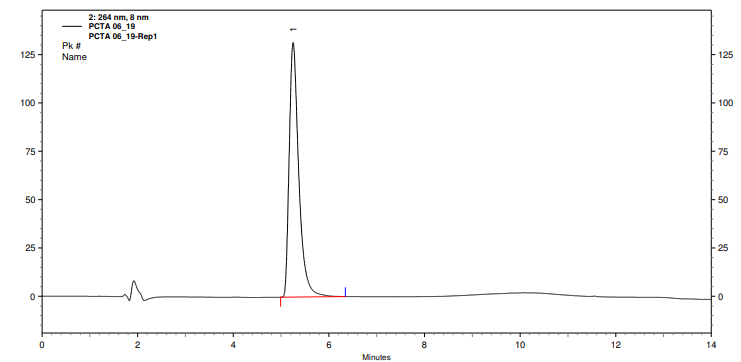 2: 264 nm, 8 nm
PCTA 06_19
PCTA 06_19-Rep1
Pk #
Name
1
125
100
75
50
25
0
125
100
75
50
25
0
0 2 4 6 8 10 12 14
Minutes